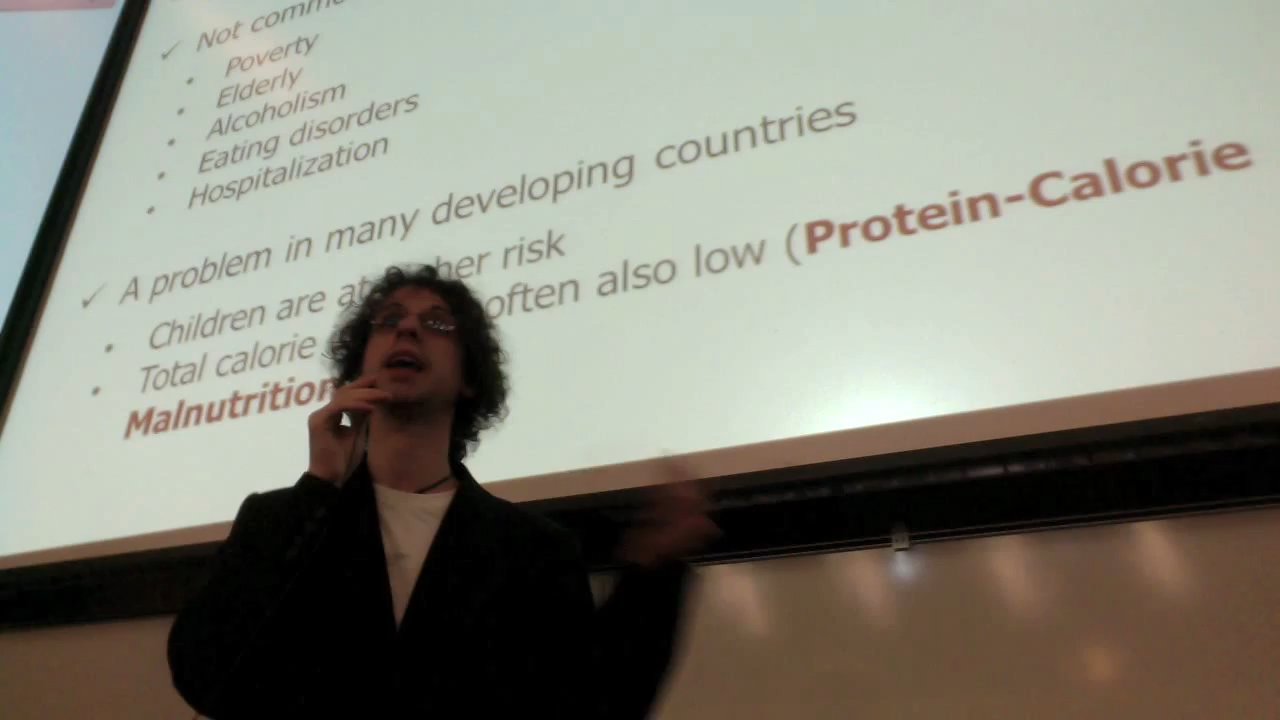 ✓ Not comm
• Poverty
• Elderly
• Alcoholism
• Eating disorders
• Hospitalization
✓ A problem in many developing countries
• Children are at her risk
• Total calorie often also low (Protein-Calorie
Malnutrition